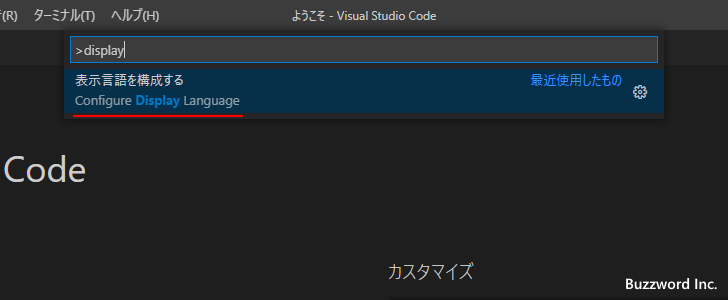 (R) ターミナル(T) ヘルプ(H) ようこそ - Visual Studio Code
>display
表示言語を構成する 最近使用したもの
Configure Display Language
Code
カスタマイズ
Buzzword Inc.